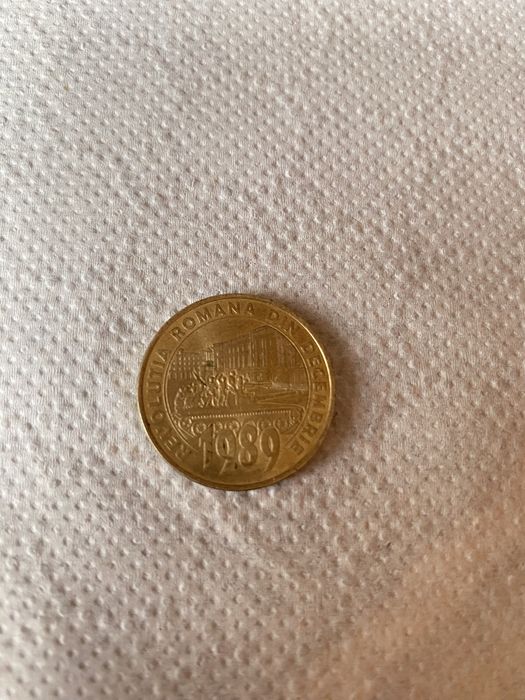 REVOLUTIA ROMANA DIN DECEMBRIE
1989